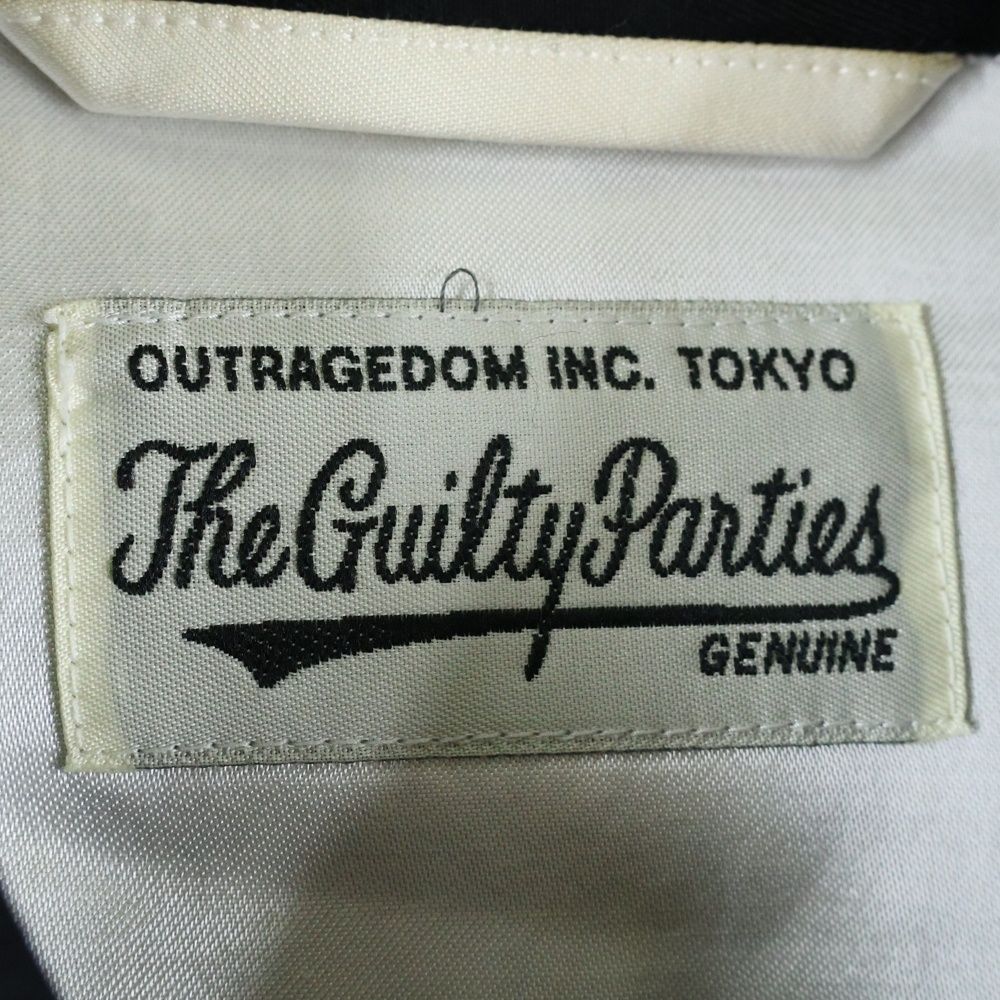 OUTRAGEDOM INC. TOKYO
The Guilty Parties
GENUINE